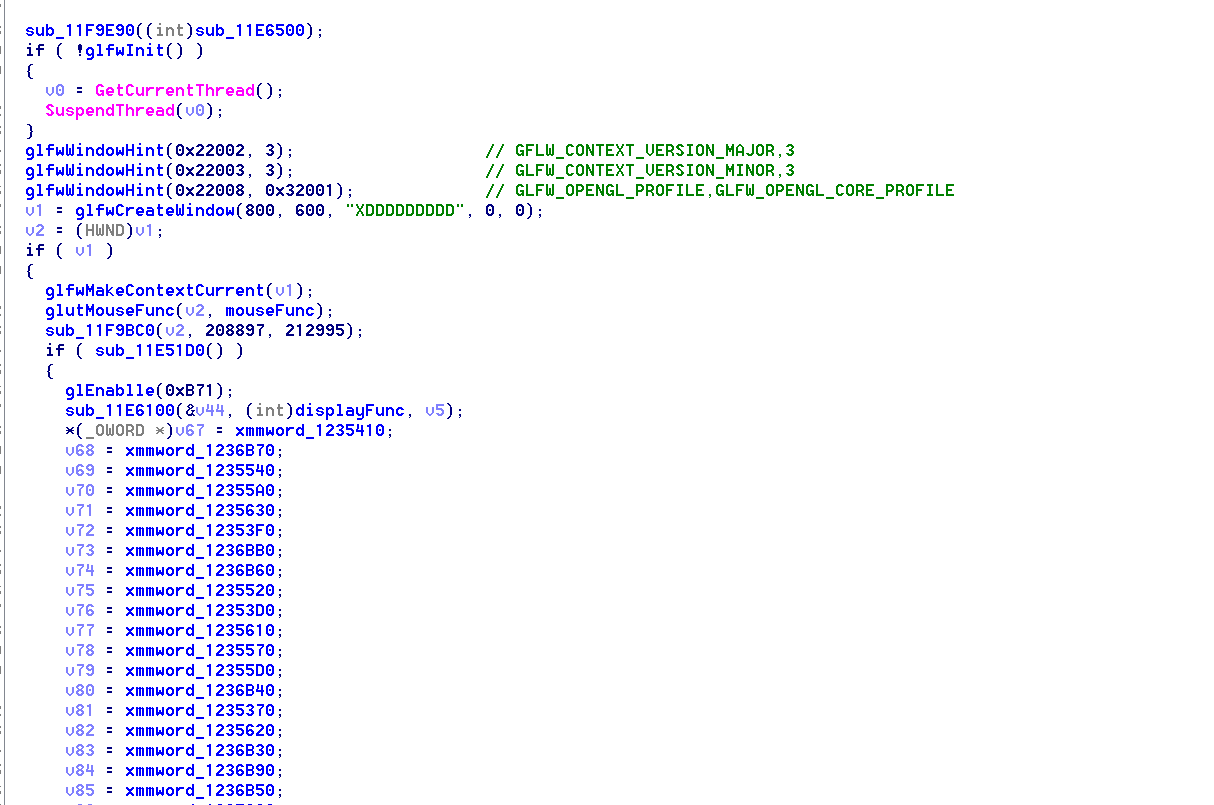 sub_11F9E90((int)sub_11E6500);
if ( !glfwInit() )
{
v0 = GetCurrentThread();
SuspendThread(v0);
}
glfwWindowHint(0x22002, 3); // GFLW_CONTEXT_VERSION_MAJOR,3
glfwWindowHint(0x22003, 3); // GLFW_CONTEXT_VERSION_MINOR,3
glfwWindowHint(0x22008, 0x32001); // GLFW_OPENGL_PROFILE,GLFW_OPENGL_CORE_PROFILE
v1 = glfwCreateWindow(800, 600, "XDDDDDDDDD", 0, 0);
v2 = (HWND)v1;
if ( v1 )
{
glfwMakeContextCurrent(v1);
glutMouseFunc(v2, mouseFunc);
sub_11F9BC0(v2, 208897, 212995);
if ( sub_11E51D0() )
{
glEnablle(0xB71);
sub_11E6100(&v44, (int)displayFunc, v5);
*(_OWORD *)v67 = xmmword_1235410;
v68 = xmmword_1236B70;
v69 = xmmword_1235540;
v70 = xmmword_12355A0;
v71 = xmmword_1235630;
v72 = xmmword_12353F0;
v73 = xmmword_1236BB0;
v74 = xmmword_1236B60;
v75 = xmmword_1235520;
v76 = xmmword_12353D0;
v77 = xmmword_1235610;
v78 = xmmword_1235570;
v79 = xmmword_12355D0;
v80 = xmmword_1236B40;
v81 = xmmword_1235370;
v82 = xmmword_1235620;
v83 = xmmword_1236B30;
v84 = xmmword_1236B90;
v85 = xmmword_1236B50;